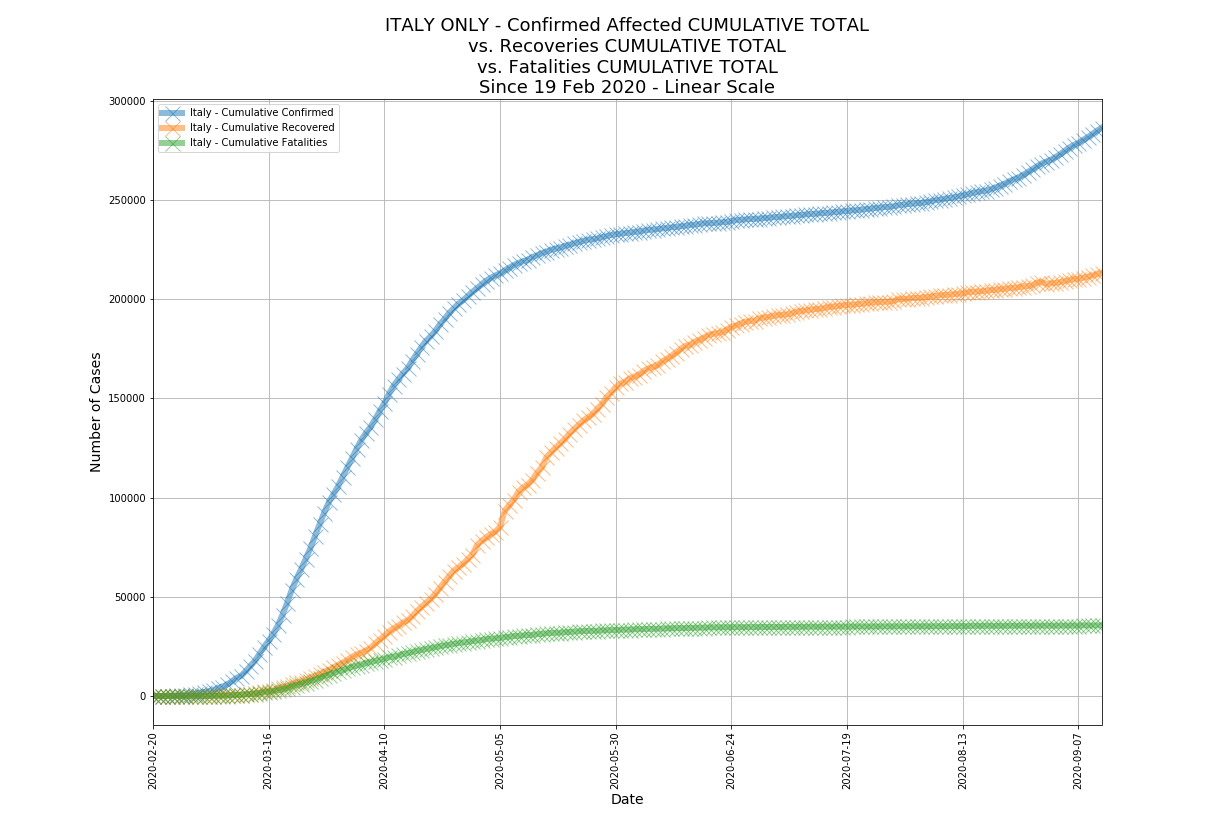 ITALY ONLY - Confirmed Affected CUMULATIVE TOTAL
vs. Recoveries CUMULATIVE TOTAL
vs. Fatalities CUMULATIVE TOTAL
Since 19 Feb 2020 - Linear Scale
Italy - Cumulative Confirmed
Italy - Cumulative Recovered
Italy - Cumulative Fatalities
300000
250000
200000
150000
100000
50000
0
Number of Cases
2020-02-20
2020-03-16
2020-04-10
2020-05-05
2020-05-30
2020-06-24
2020-07-19
2020-08-13
2020-09-07
Date